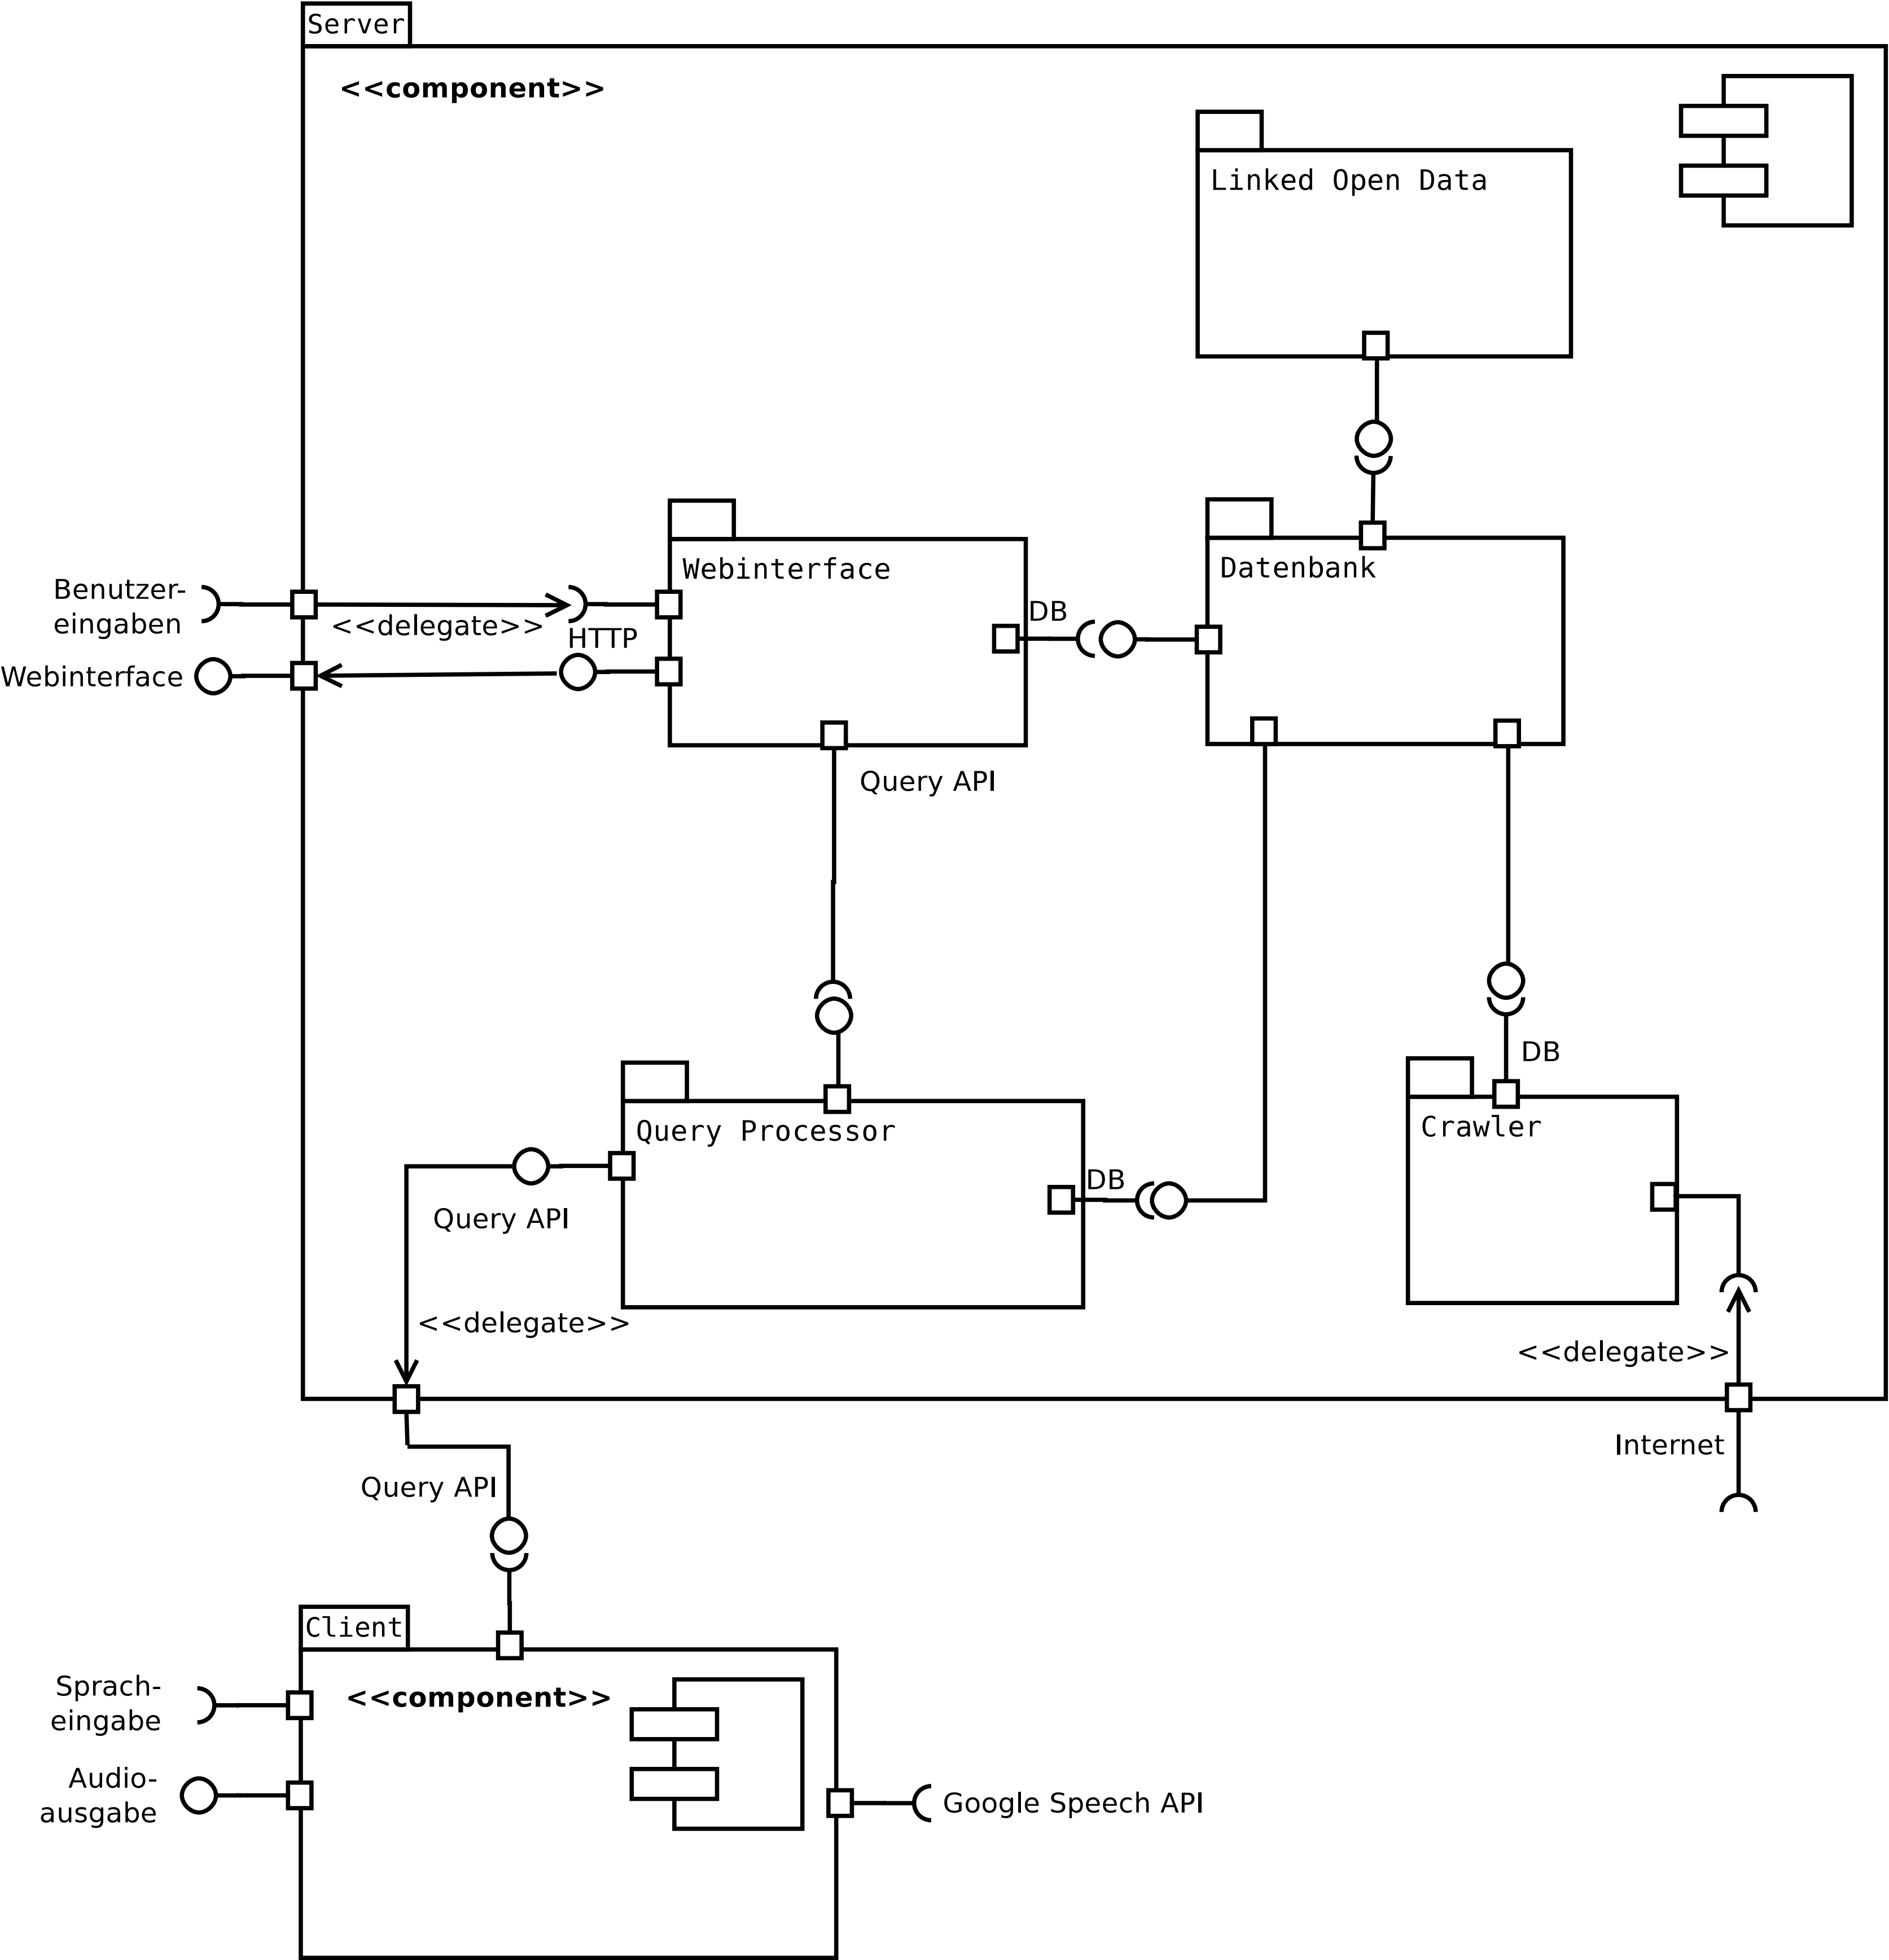 Server
<<component>>
Linked Open Data
Webinterface
Datenbank
Benutzer-
eingaben
<<delegate>>
HTTP
DB
Webinterface
Query API
DB
Crawler
Query Processor
DB
Query API
<<delegate>>
<<delegate>>
Internet
Query API
Client
<<component>>
Sprach-
eingabe
Audio-
ausgabe
Google Speech API